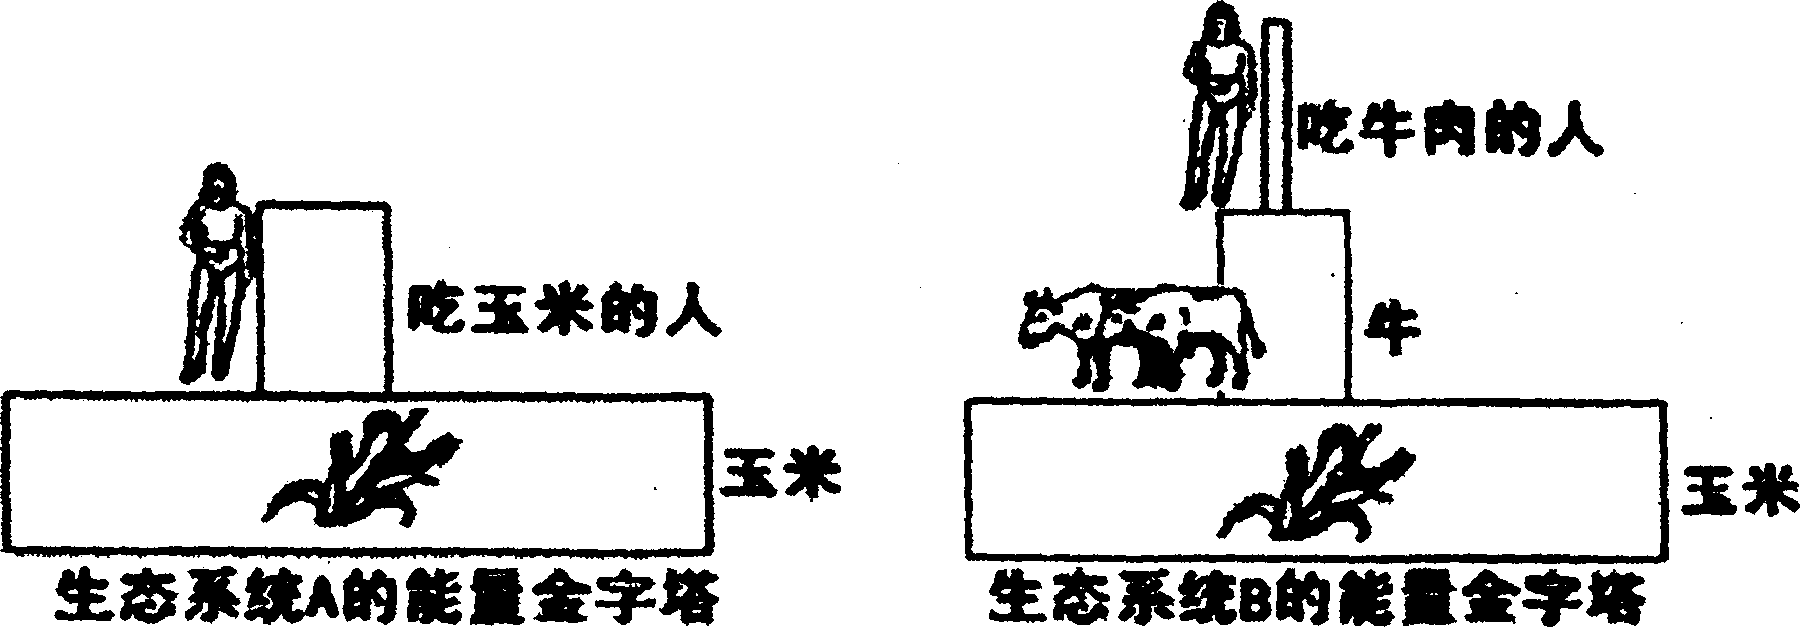 吃玉米的人
玉米
生态系统A的能量金字塔
吃牛肉的人
牛
玉米
生态系统B的能量金字塔